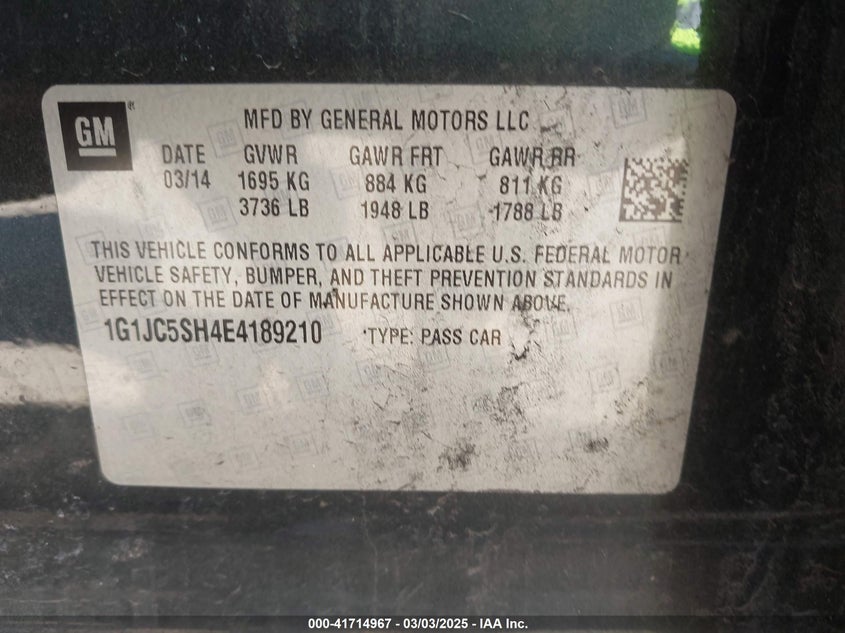 GM
MFD BY GENERAL MOTORS LLC
DATE GVWR GAWR FRT GAWR RR
03/14 1695 KG 884 KG 811 KG
3736 LB 1948 LB 1788 LB
THIS VEHICLE CONFORMS TO ALL APPLICABLE U.S. FEDERAL MOTOR
VEHICLE SAFETY, BUMPER, AND THEFT PREVENTION STANDARDS IN
EFFECT ON THE DATE OF MANUFACTURE SHOWN ABOVE.
1G1JC5SH4E4189210 TYPE: PASS CAR
000-41714967 - 03/03/2025 - IAA Inc.